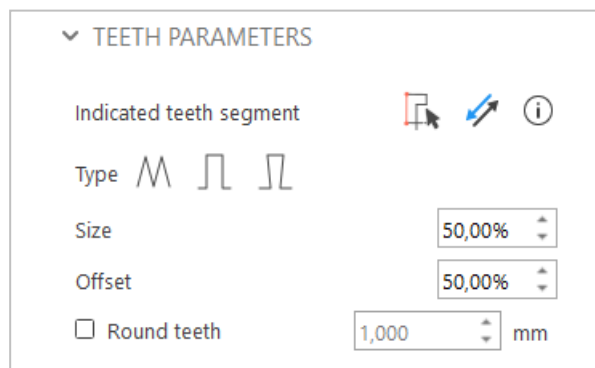 TEETH PARAMETERS
Indicated teeth segment
Type
Size 50,00%
Offset 50,00%
Round teeth 1,000 mm